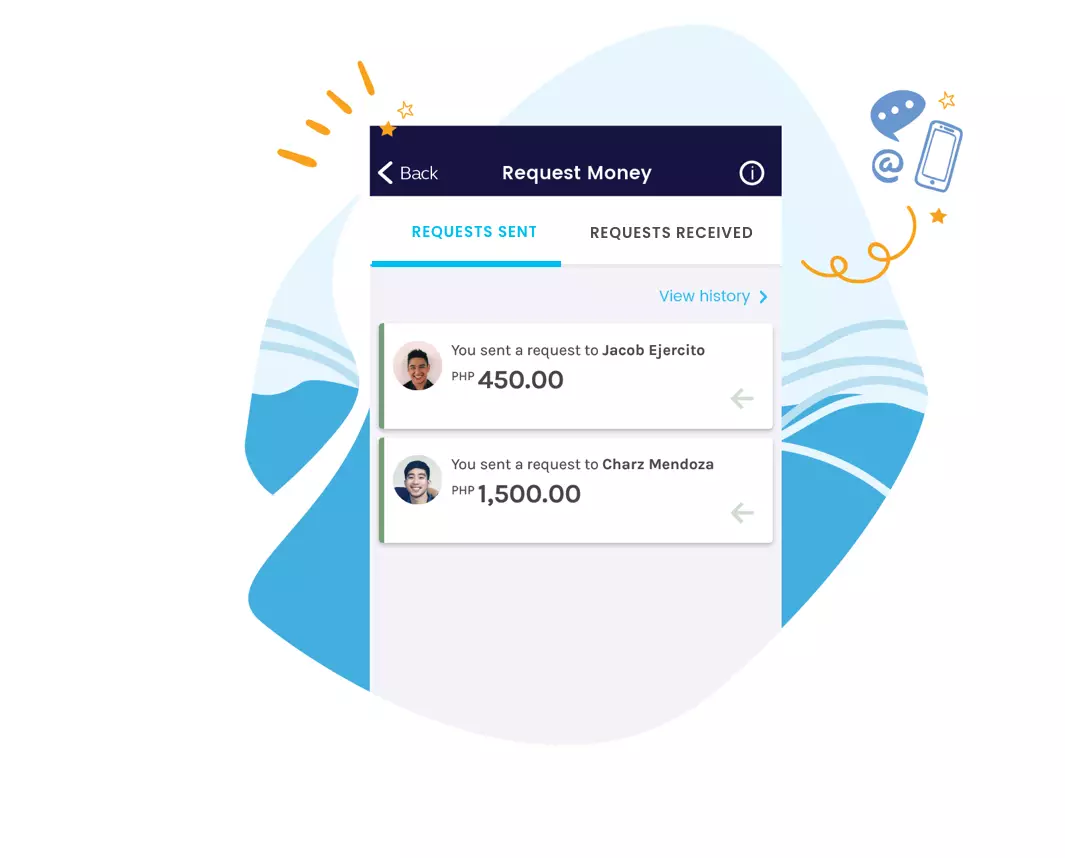 Back
Request Money
REQUESTS SENT
REQUESTS RECEIVED
View history
You sent a request to Jacob Ejercito
PHP 450.00
You sent a request to Charz Mendoza
PHP 1,500.00